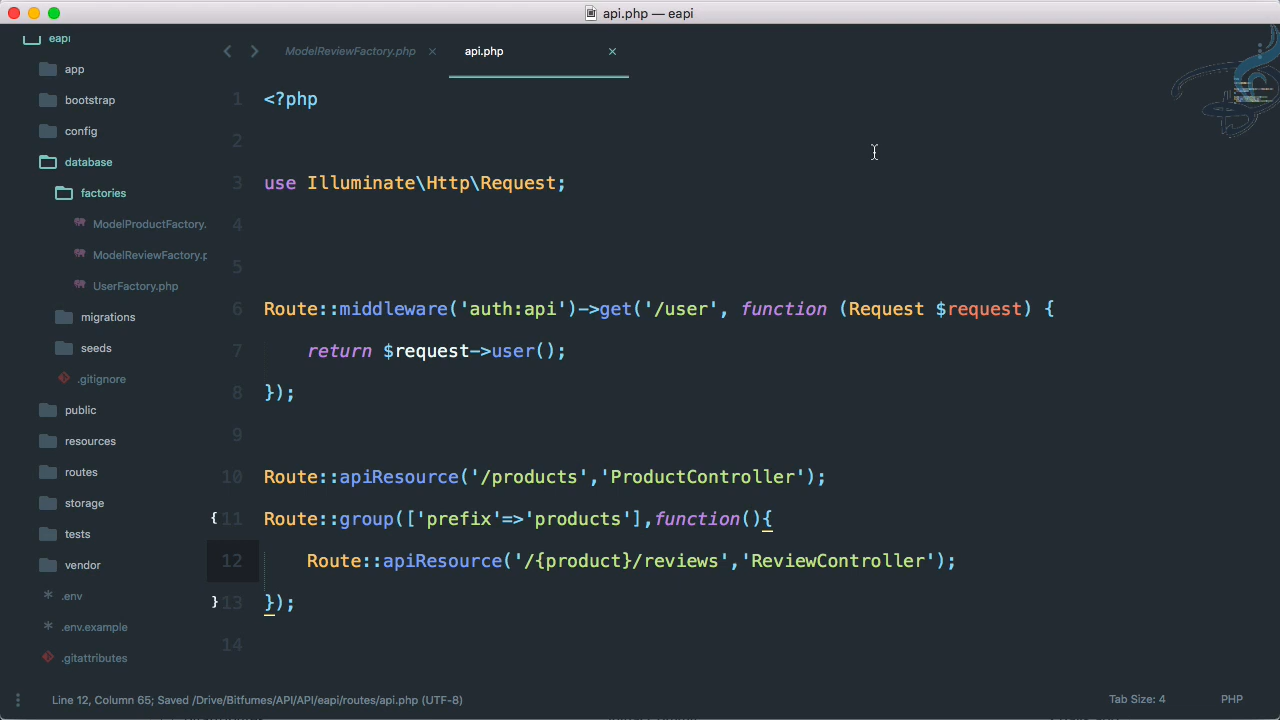 api.php — eapi
eapi
app
bootstrap
config
database
factories
ModelProductFactory.
ModelReviewFactory.p
UserFactory.php
migrations
seeds
.gitignore
public
resources
routes
storage
tests
vendor
.env
.env.example
.gitattributes
ModelReviewFactory.php
api.php
1 <?php
2
3 use Illuminate\Http\Request;
4
5
6 Route::middleware('auth:api')->get('/user', function (Request $request) {
7     return $request->user();
8 });
9
10 Route::apiResource('/products','ProductController');
{ 11 Route::group(['prefix'=>'products'],function(){
12     Route::apiResource('/{product}/reviews','ReviewController');
} 13 });
14
Line 12, Column 65; Saved /Drive/Bitfumes/API/API/eapi/routes/api.php (UTF-8)
Tab Size: 4
PHP